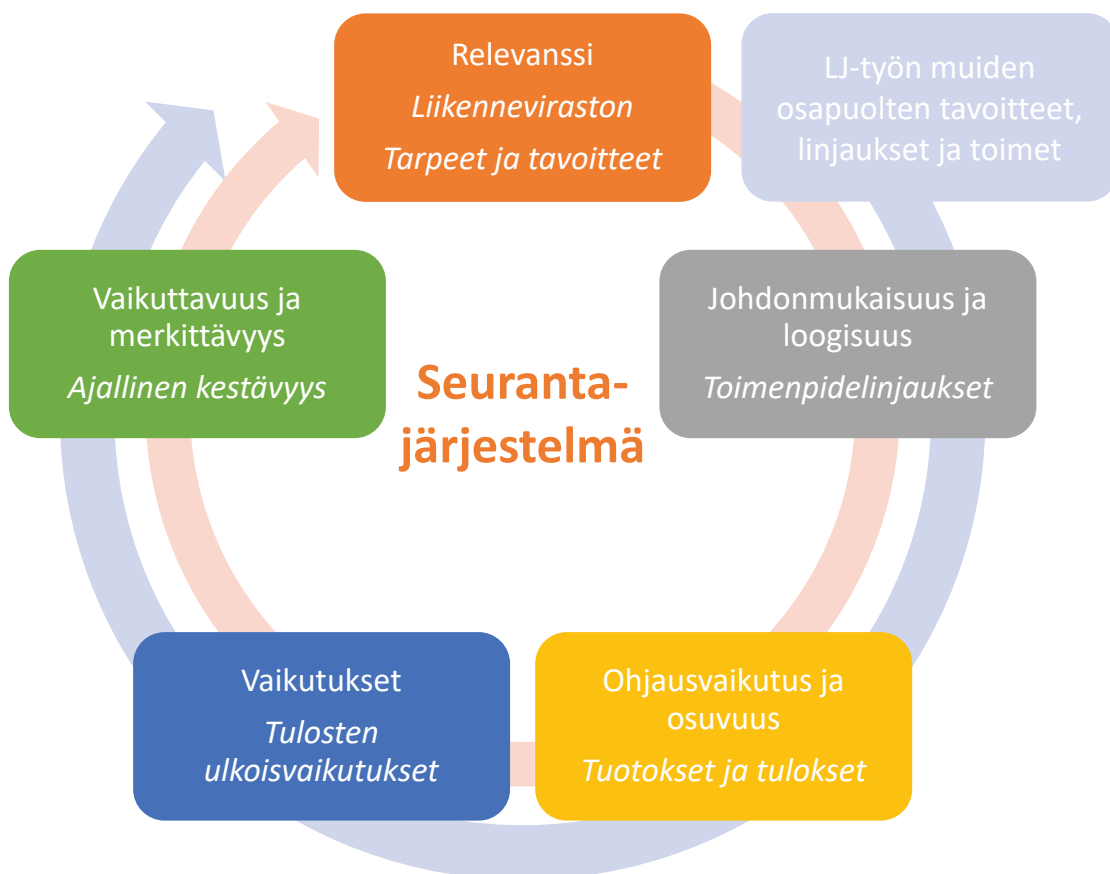 Relevanssi
Liikenneviraston
Tarpeet ja tavoitteet
LJ-työn muiden
osapuolten tavoitteet,
linjaukset ja toimet
Vaikuttavuus ja
merkittävyys
Ajallinen kestävyys
Seuranta-
järjestelmä
Johdonmukaisuus ja
loogisuus
Toimenpidelinjaukset
Vaikutukset
Tulosten
ulkoisvaikutukset
Ohjausvaikutus ja
osuvuus
Tuotokset ja tulokset